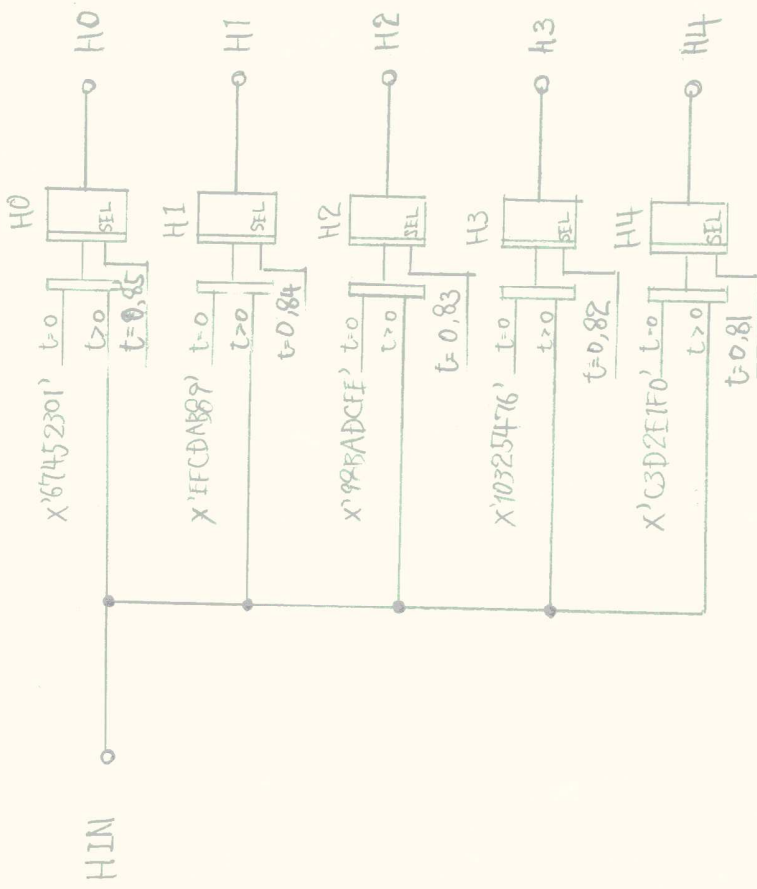 HIN
X'67452301'
t=0
t>0
t=0,85
H0
SEL
H0
X'EFCDAB89'
t=0
t>0
t=0,84
H1
SEL
H1
X'98BADCFE'
t=0
t>0
t=0,83
H2
SEL
H2
X'10325476'
t=0
t>0
t=0,82
H3
SEL
H3
X'C3D2E1F0'
t=0
t>0
t=0,81
H4
SEL
H4